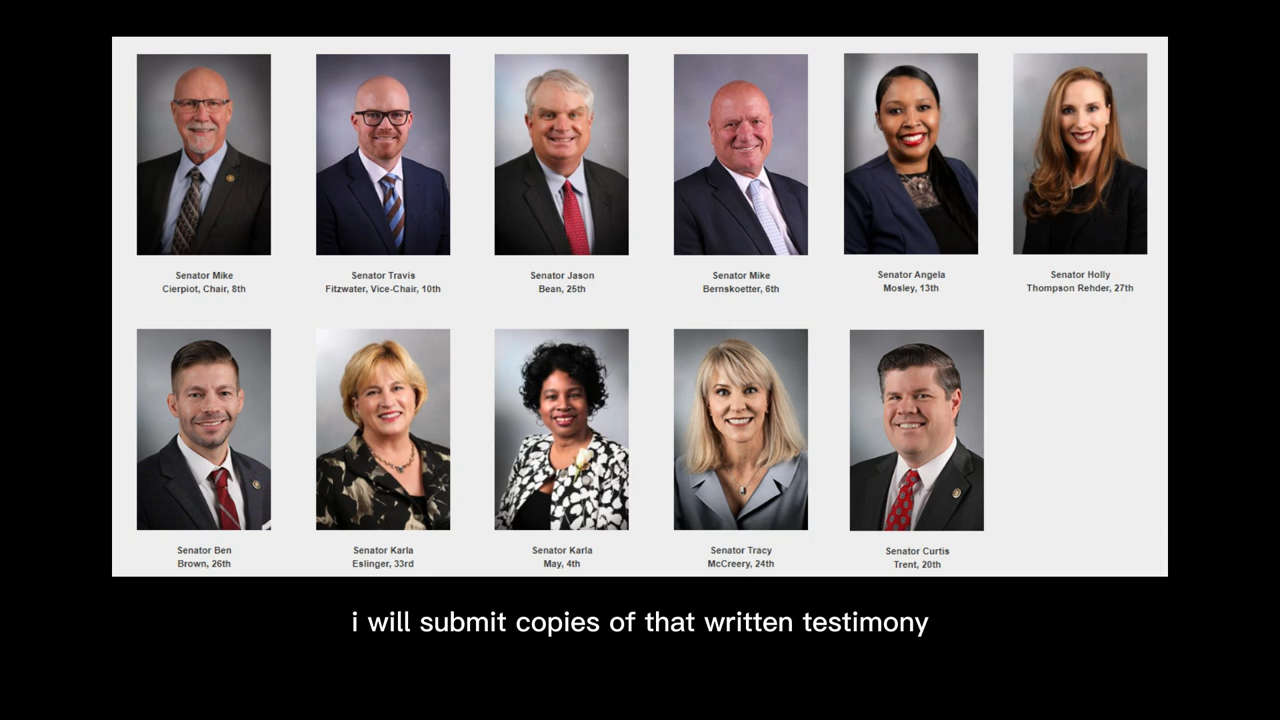 Senator Mike
Cierpiot, Chair, 8th
Senator Travis
Fitzwater, Vice-Chair, 10th
Senator Jason
Bean, 25th
Senator Mike
Bernskoetter, 6th
Senator Angela
Mosley, 13th
Senator Holly
Thompson Rehder, 27th
Senator Ben
Brown, 26th
Senator Karla
Eslinger, 33rd
Senator Karla
May, 4th
Senator Tracy
McCreery, 24th
Senator Curtis
Trent, 20th
i will submit copies of that written testimony